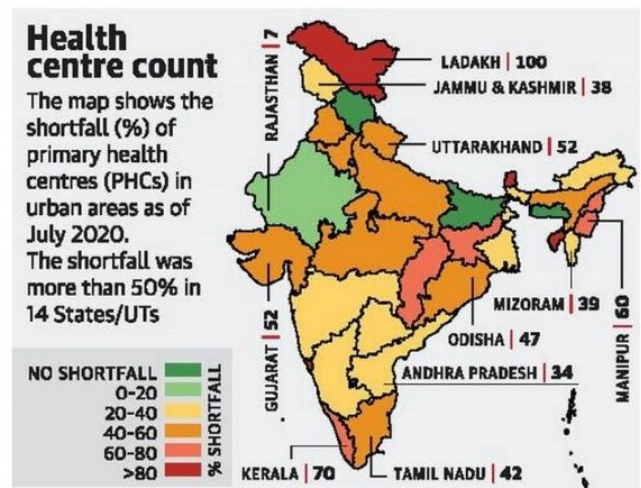 Health
centre count
The map shows the
shortfall (%) of
primary health
centres (PHCs) in
urban areas as of
July 2020.
The shortfall was
more than 50% in
14 States/UTs
RAJASTHAN | 7
LADAKH | 100
JAMMU & KASHMIR | 38
UTTARAKHAND | 52
MIZORAM | 39
MANIPUR | 60
ODISHA | 47
ANDHRA PRADESH | 34
GUJARAT | 52
KERALA | 70
TAMIL NADU | 42
NO SHORTFALL
0-20
20-40
40-60
60-80
>80
% SHORTFALL